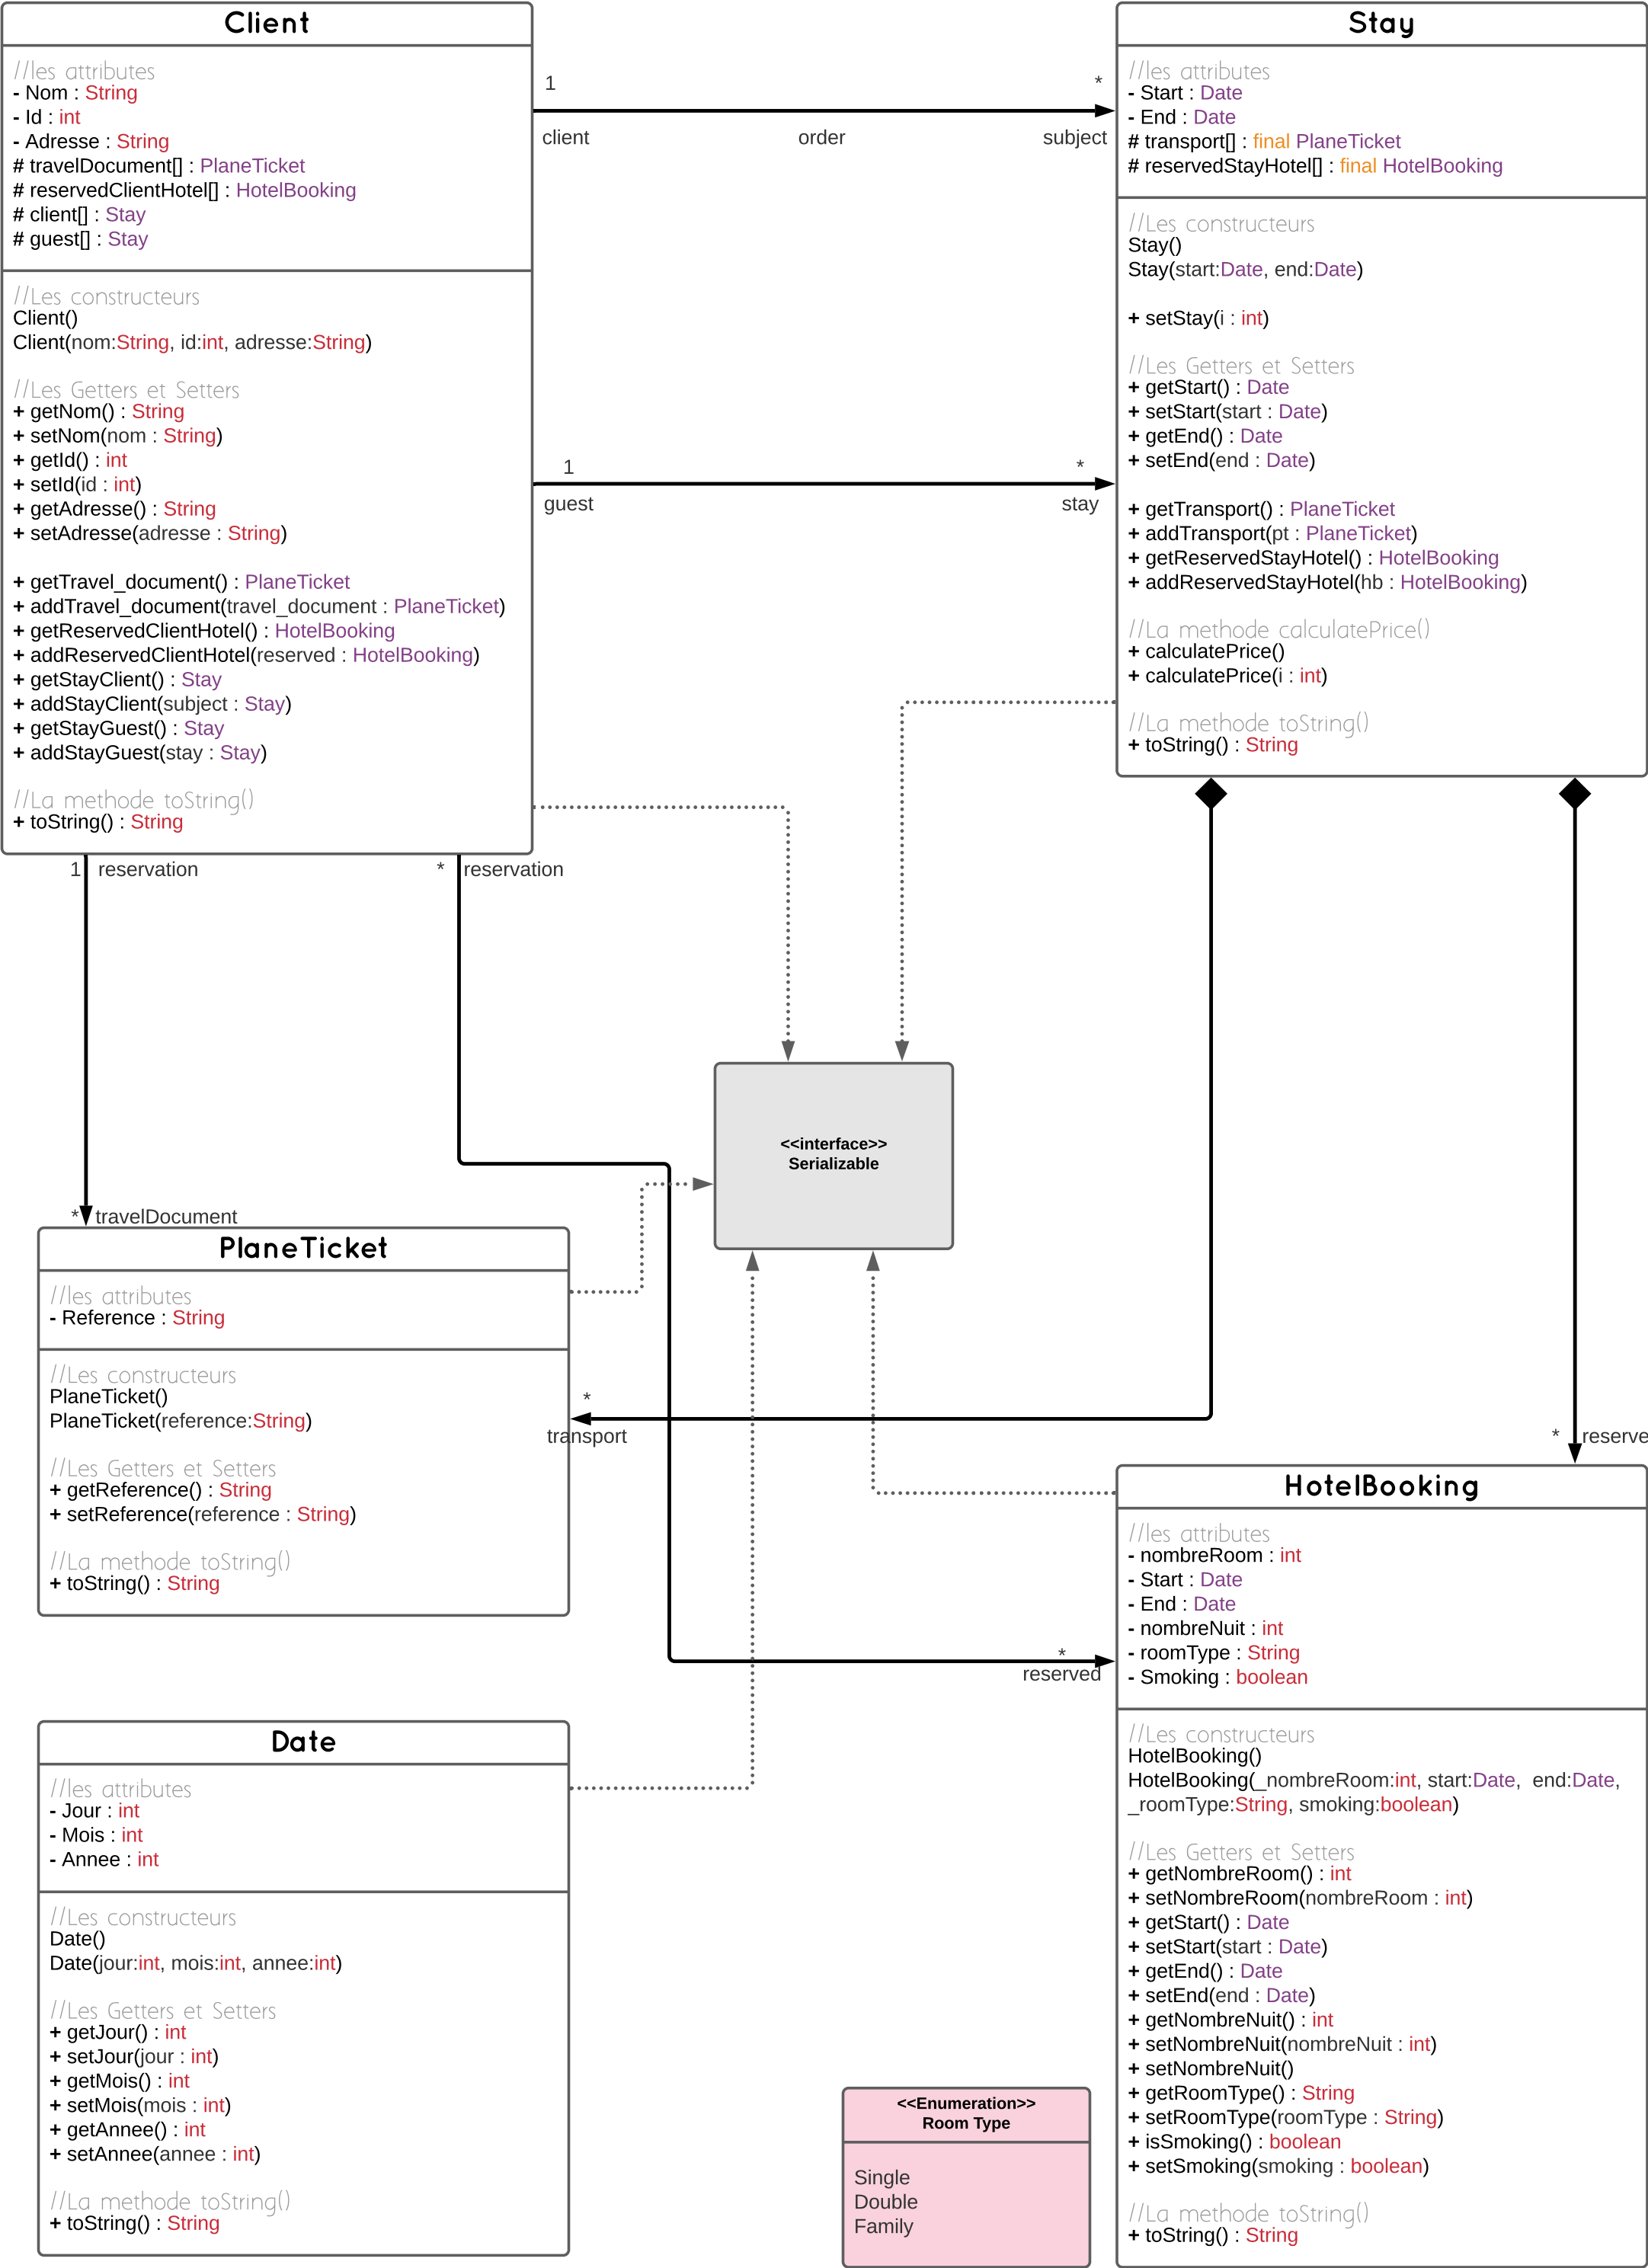 Client
//les attributes
- Nom : String
- Id : int
- Adresse : String
# travelDocument[] : PlaneTicket
# reservedClientHotel[] : HotelBooking
# client[] : Stay
# guest[] : Stay
//Les constructeurs
Client()
Client(nom:String, id:int, adresse:String)
//Les Getters et Setters
+ getNom() : String
+ setNom(nom : String)
+ getId() : int
+ setId(id : int)
+ getAdresse() : String
+ setAdresse(adresse : String)
+ getTravel_document() : PlaneTicket
+ addTravel_document(travel_document : PlaneTicket)
+ getReservedClientHotel() : HotelBooking
+ addReservedClientHotel(reserved : HotelBooking)
+ getStayClient() : Stay
+ addStayClient(subject : Stay)
+ getStayGuest() : Stay
+ addStayGuest(stay : Stay)
//La methode toString()
+ toString() : String
1 *
client order subject
1 *
guest stay
Stay
//les attributes
- Start : Date
- End : Date
# transport[] : final PlaneTicket
# reservedStayHotel[] : final HotelBooking
//Les constructeurs
Stay()
Stay(start:Date, end:Date)
+ setStay(i : int)
//Les Getters et Setters
+ getStart() : Date
+ setStart(start : Date)
+ getEnd() : Date
+ setEnd(end : Date)
+ getTransport() : PlaneTicket
+ addTransport(pt : PlaneTicket)
+ getReservedStayHotel() : HotelBooking
+ addReservedStayHotel(hb : HotelBooking)
//La methode calculatePrice()
+ calculatePrice()
+ calculatePrice(i : int)
//La methode toString()
+ toString() : String
1 reservation
* reservation
<<interface>>
Serializable
* travelDocument
PlaneTicket
//les attributes
- Reference : String
//Les constructeurs
PlaneTicket()
PlaneTicket(reference:String)
//Les Getters et Setters
+ getReference() : String
+ setReference(reference : String)
//La methode toString()
+ toString() : String
*
transport
* reserve
*
reserved
HotelBooking
//les attributes
- nombreRoom : int
- Start : Date
- End : Date
- nombreNuit : int
- roomType : String
- Smoking : boolean
//Les constructeurs
HotelBooking()
HotelBooking(_nombreRoom:int, start:Date, end:Date,
_roomType:String, smoking:boolean)
//Les Getters et Setters
+ getNombreRoom() : int
+ setNombreRoom(nombreRoom : int)
+ getStart() : Date
+ setStart(start : Date)
+ getEnd() : Date
+ setEnd(end : Date)
+ getNombreNuit() : int
+ setNombreNuit(nombreNuit : int)
+ setNombreNuit()
+ getRoomType() : String
+ setRoomType(roomType : String)
+ isSmoking() : boolean
+ setSmoking(smoking : boolean)
//La methode toString()
+ toString() : String
Date
//les attributes
- Jour : int
- Mois : int
- Annee : int
//Les constructeurs
Date()
Date(jour:int, mois:int, annee:int)
//Les Getters et Setters
+ getJour() : int
+ setJour(jour : int)
+ getMois() : int
+ setMois(mois : int)
+ getAnnee() : int
+ setAnnee(annee : int)
//La methode toString()
+ toString() : String
<<Enumeration>>
Room Type
Single
Double
Family